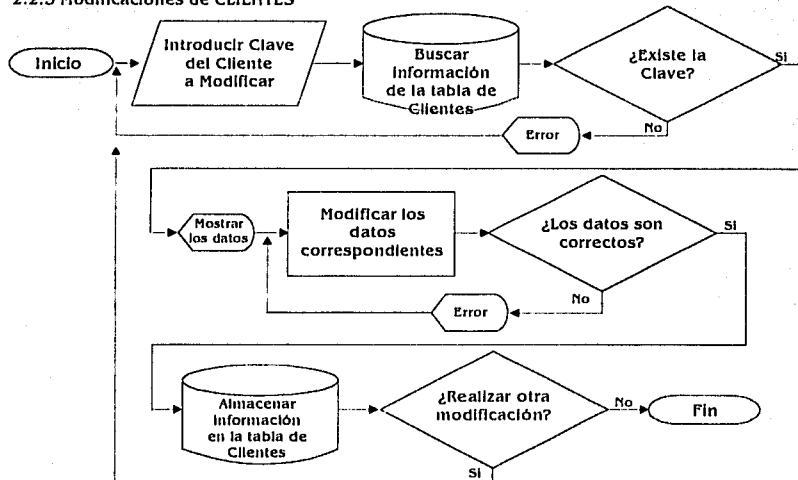 2.2.3 Modificaciones de CLIENTES
Inicio
Introducir Clave
del Cliente
a Modificar
Buscar
Información
de la tabla de
Clientes
¿Existe la
Clave?
Si
No
Error
Mostrar
los datos
Modificar los
datos
correspondientes
¿Los datos son
correctos?
Si
No
Error
Almacenar
Información
en la tabla de
Clientes
¿Realizar otra
modificación?
No
Fin
Si